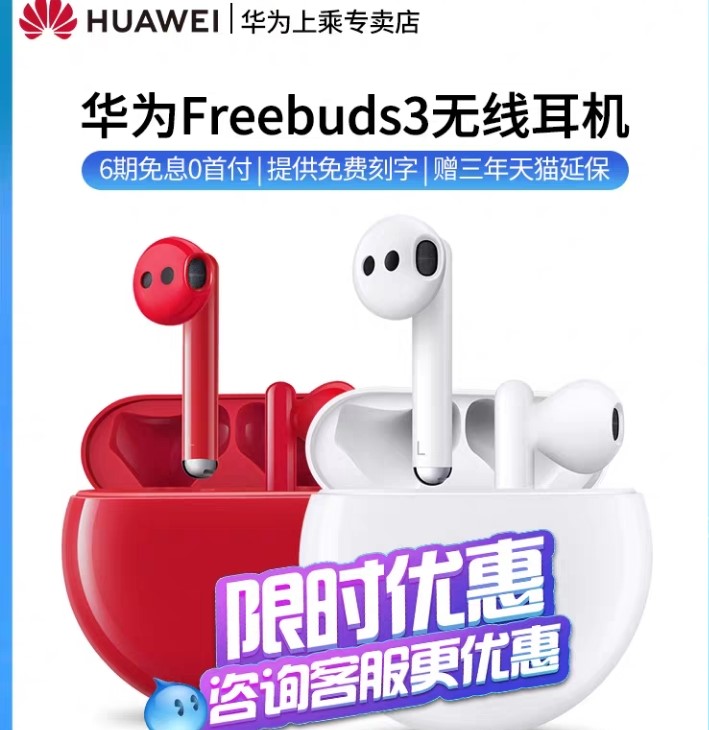 HUAWEI | 华为上乘专卖店
华为Freebuds3无线耳机
6期免息0首付 | 提供免费刻字 | 赠三年天猫延保
L
限时优惠
咨询客服更优惠